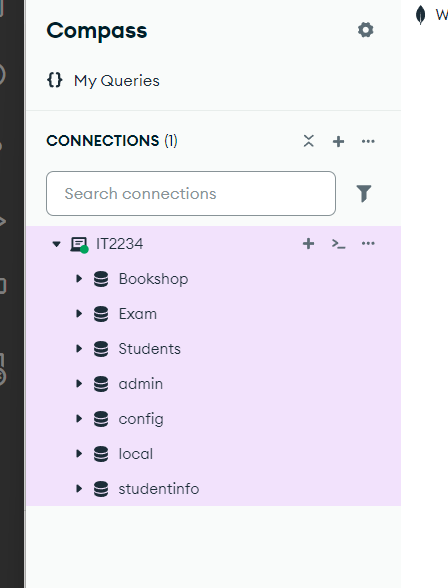 Compass
W
{} My Queries
CONNECTIONS (1)
Search connections
IT2234
Bookshop
Exam
Students
admin
config
local
studentinfo